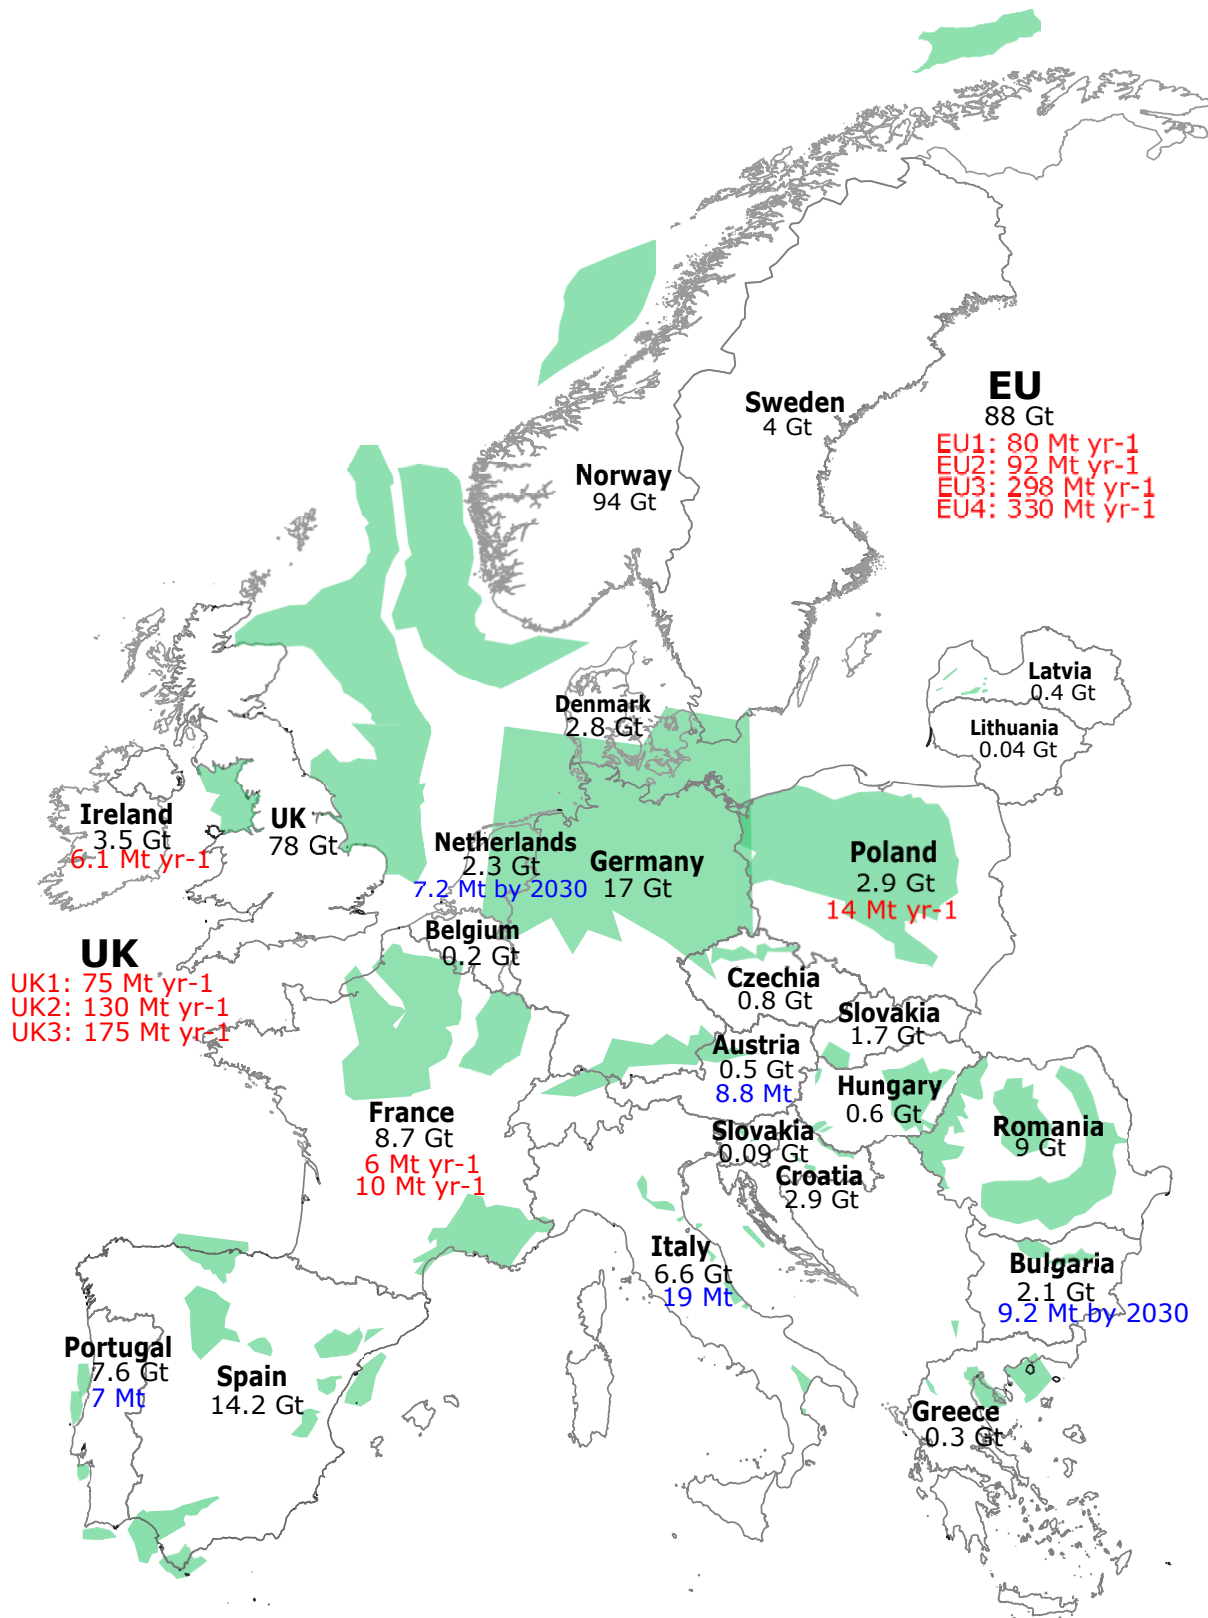 EU
88 Gt
EU1: 80 Mt yr-1
EU2: 92 Mt yr-1
EU3: 298 Mt yr-1
EU4: 330 Mt yr-1
Sweden
4 Gt
Norway
94 Gt
Latvia
0.4 Gt
Lithuania
0.04 Gt
Denmark
2.8 Gt
Ireland
3.5 Gt
6.1 Mt yr-1
UK
78 Gt
Netherlands
2.3 Gt
7.2 Mt by 2030
Germany
17 Gt
Poland
2.9 Gt
14 Mt yr-1
Belgium
0.2 Gt
UK
UK1: 75 Mt yr-1
UK2: 130 Mt yr-1
UK3: 175 Mt yr-1
Czechia
0.8 Gt
Slovakia
1.7 Gt
Austria
0.5 Gt
8.8 Mt
Hungary
0.6 Gt
France
8.7 Gt
6 Mt yr-1
10 Mt yr-1
Slovakia
0.09 Gt
Croatia
2.9 Gt
Romania
9 Gt
Italy
6.6 Gt
19 Mt
Bulgaria
2.1 Gt
9.2 Mt by 2030
Portugal
7.6 Gt
7 Mt
Spain
14.2 Gt
Greece
0.3 Gt